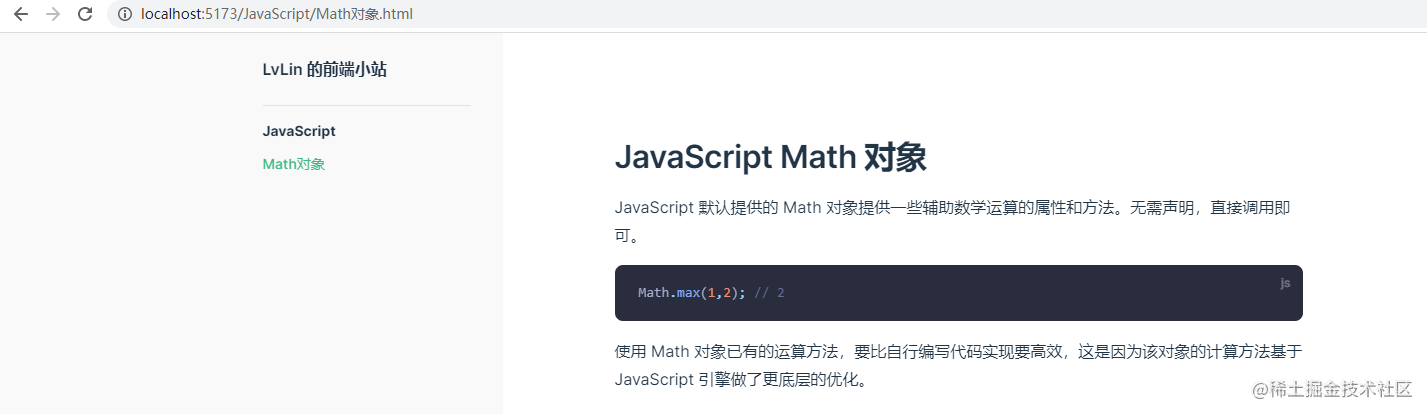 localhost:5173/JavaScript/Math对象.html
LvLin 的前端小站
JavaScript
Math对象
JavaScript Math 对象
JavaScript 默认提供的 Math 对象提供一些辅助数学运算的属性和方法。无需声明，直接调用即
可。
js
Math.max(1,2); // 2
使用 Math 对象已有的运算方法，要比自行编写代码实现要高效，这是因为该对象的计算方法基于
JavaScript 引擎做了更底层的优化。
@稀土掘金技术社区